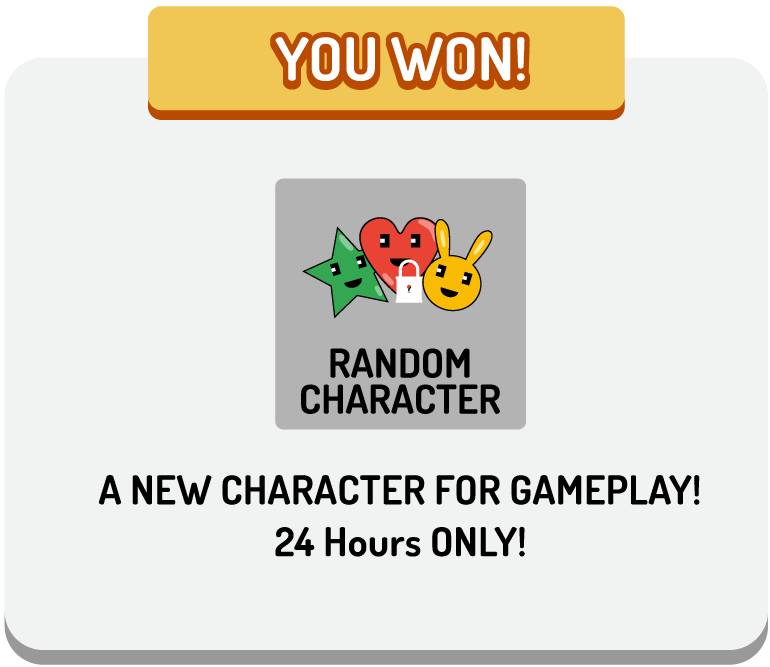 YOU WON!
RANDOM
CHARACTER
A NEW CHARACTER FOR GAMEPLAY!
24 Hours ONLY!